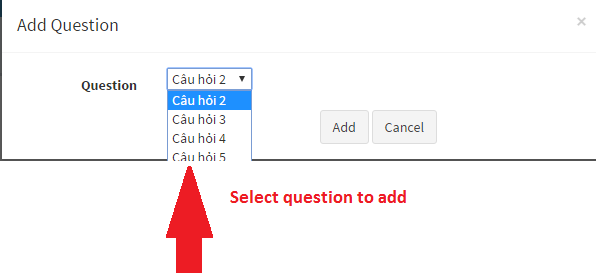 Add Question
×
Question
Câu hỏi 2
Câu hỏi 2
Câu hỏi 3
Câu hỏi 4
Câu hỏi 5
Add Cancel
Select question to add